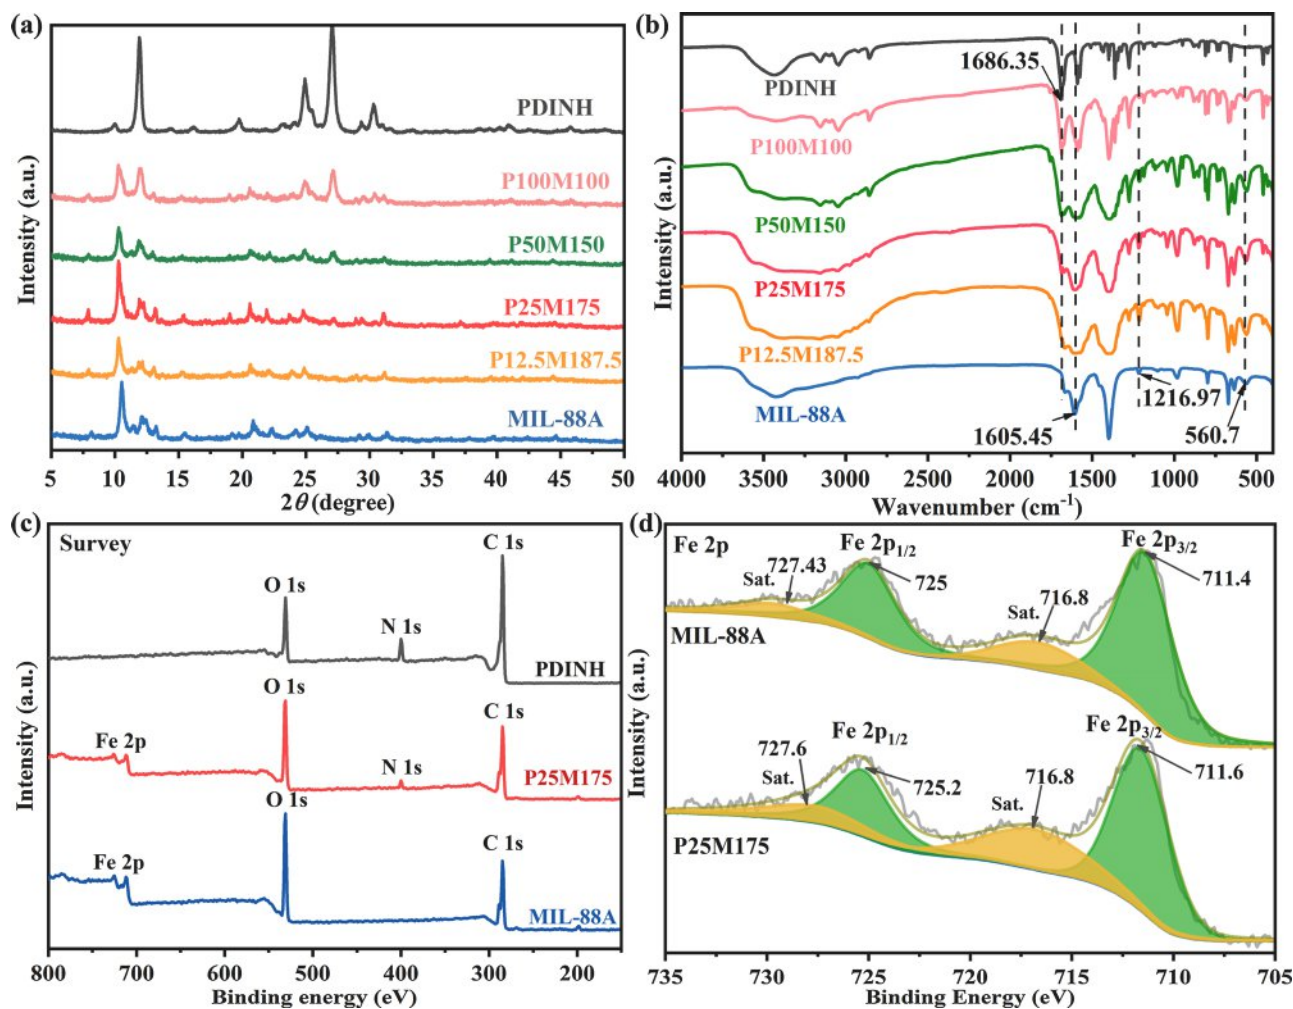 (a)
PDINH
P100M100
P50M150
P25M175
P12.5M187.5
MIL-88A
Intensity (a.u.)
5 10 15 20 25 30 35 40 45 50
2θ (degree)
(b)
1686.35
PDINH
P100M100
P50M150
P25M175
P12.5M187.5
MIL-88A
1216.97
1605.45
560.7
Intensity (a.u.)
4000 3500 3000 2500 2000 1500 1000 500
Wavenumber (cm⁻¹)
(c)
Survey
C 1s
O 1s
N 1s
PDINH
O 1s
C 1s
Fe 2p
N 1s
P25M175
O 1s
C 1s
Fe 2p
MIL-88A
Intensity (a.u.)
800 700 600 500 400 300 200
Binding energy (eV)
(d)
Fe 2p
Fe 2p₁/₂
Fe 2p₃/₂
727.43
Sat.
725
711.4
716.8
Sat.
MIL-88A
Fe 2p₁/₂
Fe 2p₃/₂
727.6
Sat.
725.2
716.8
Sat.
711.6
P25M175
Intensity (a.u.)
735 730 725 720 715 710 705
Binding Energy (eV)